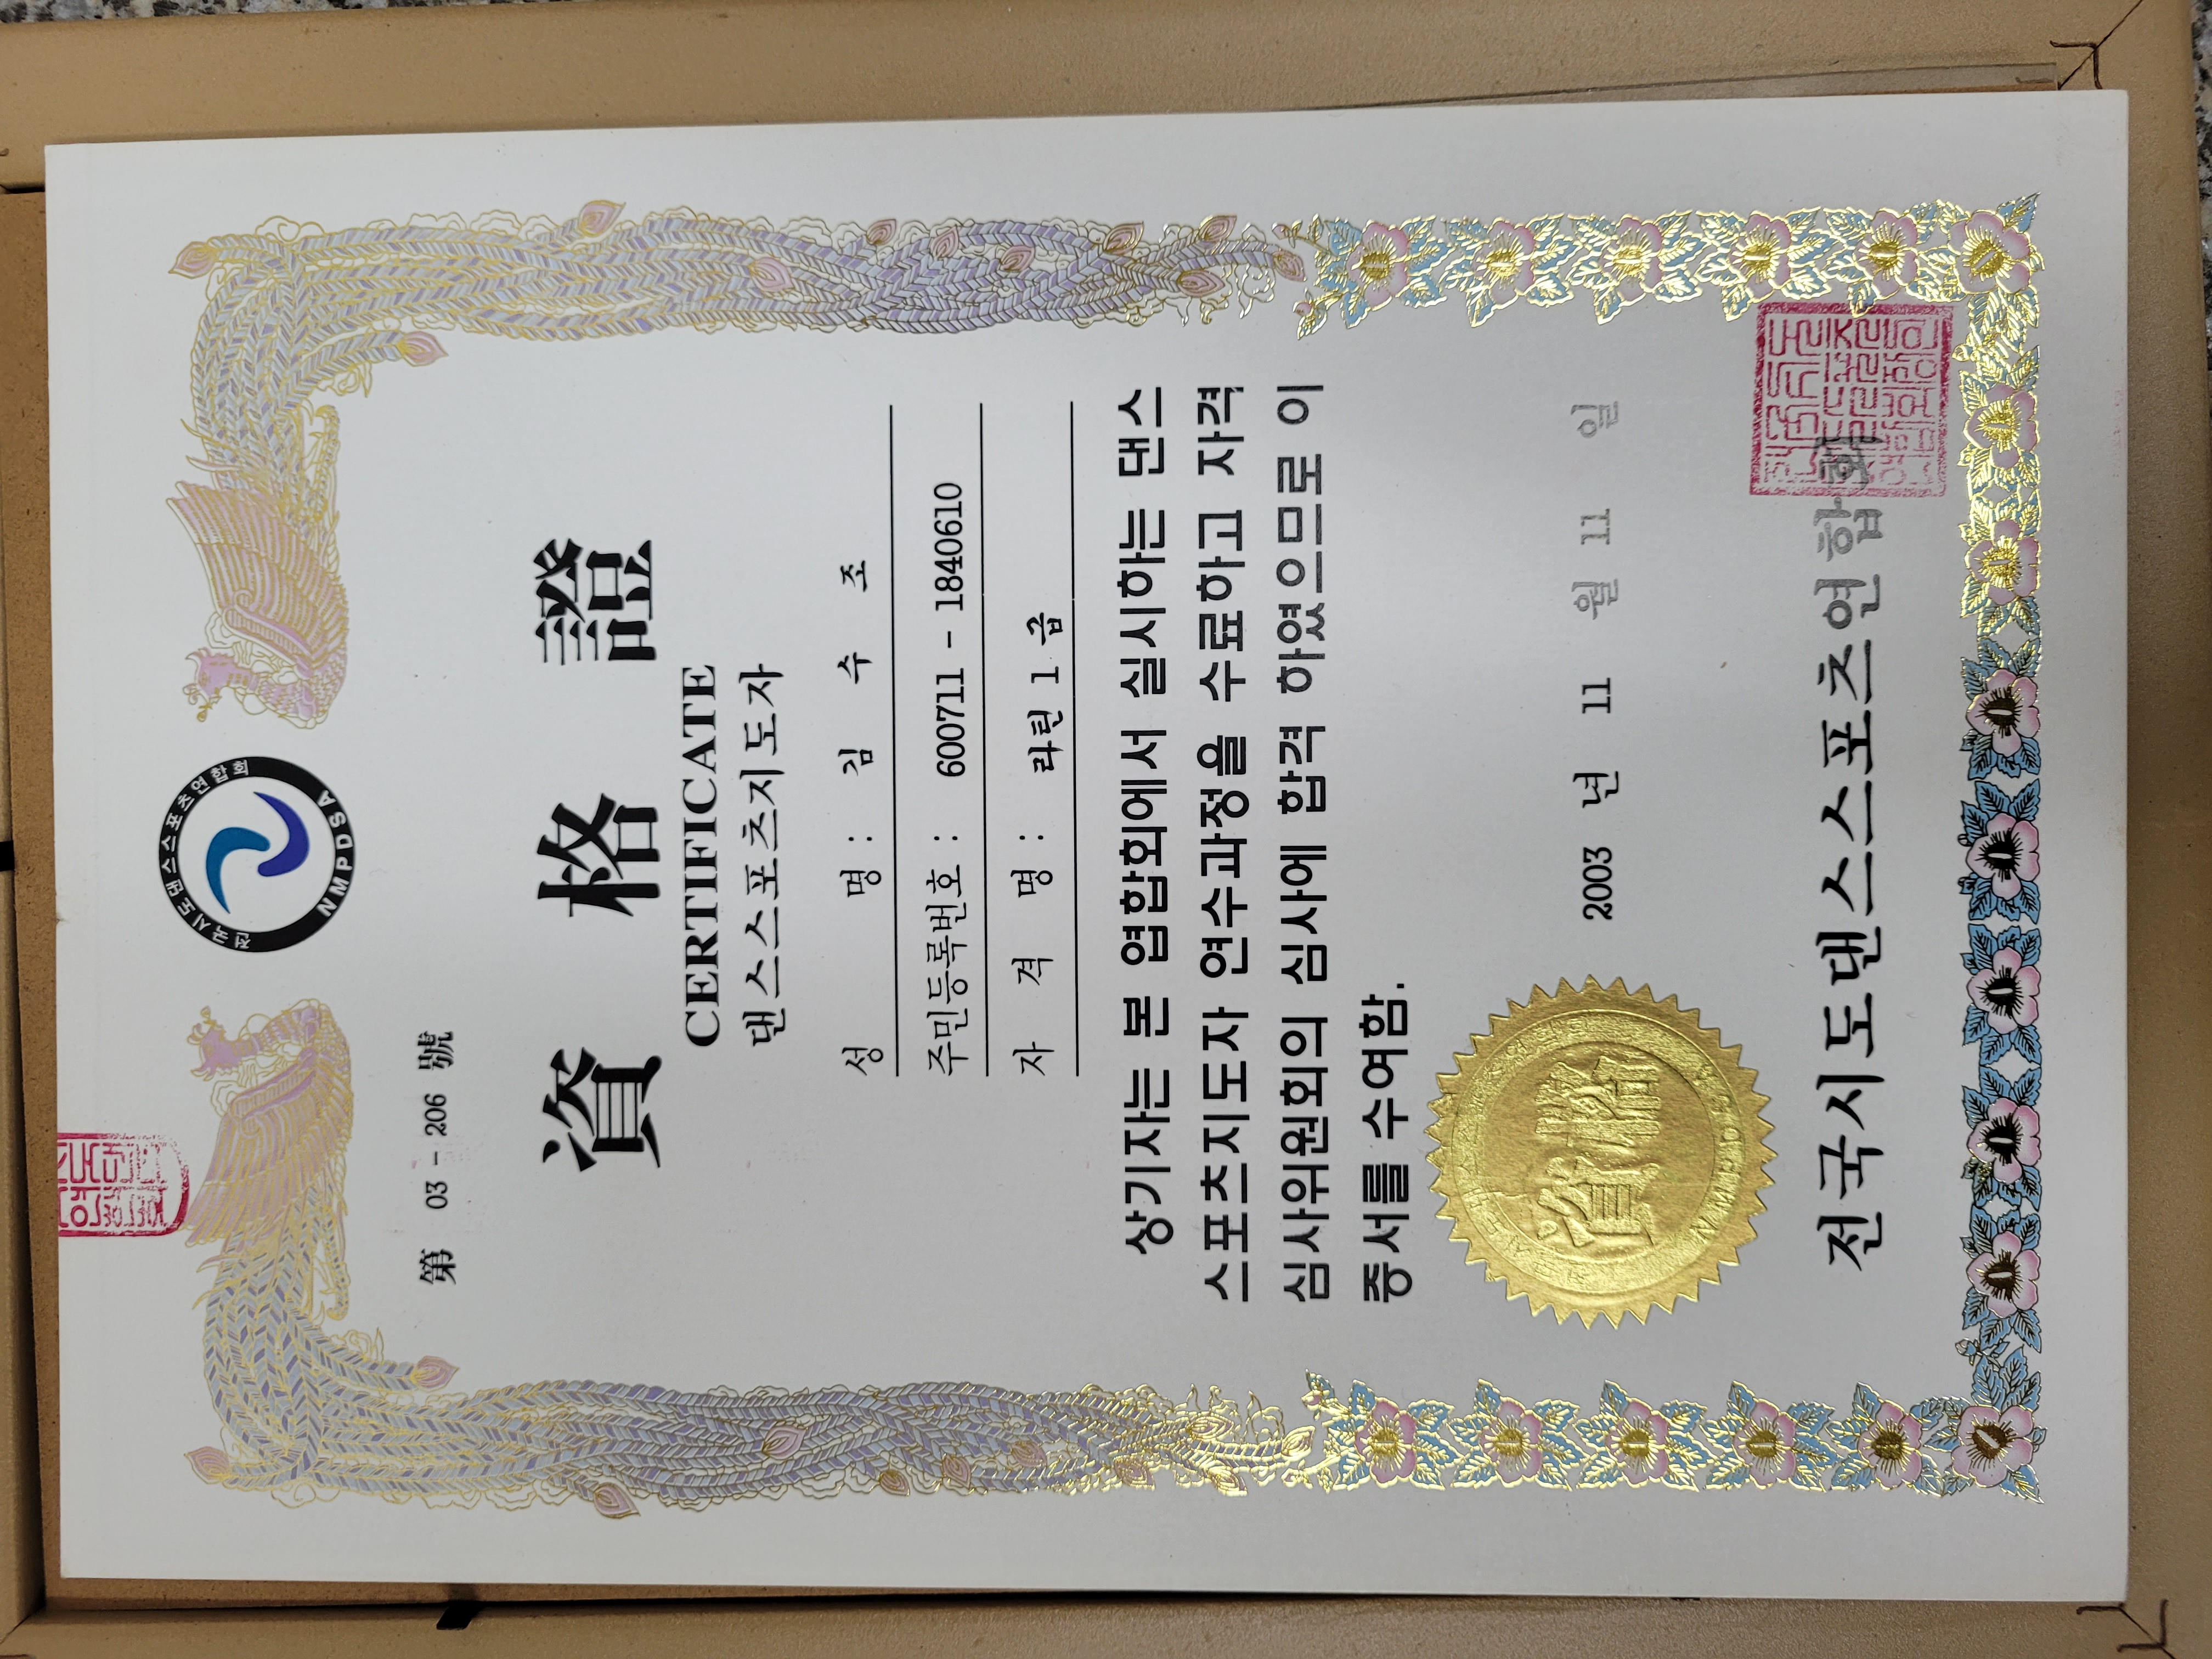 전국시도댄스스포츠연합회
NMPDSA
第 03 - 206 號
資格證
CERTIFICATE
댄스스포츠지도자
성 명 : 김 수 조
주민등록번호 : 600711 - 1840610
자 격 명 : 라틴 1 급
상기자는 본 엽합회에서 실시하는 댄스
스포츠지도자 연수과정을 수료하고 자격
심사위원회의 심사에 합격 하였으므로 이
증서를 수여함.
2003 년 11 월 11 일
資格
전국시도댄스스포츠연합회